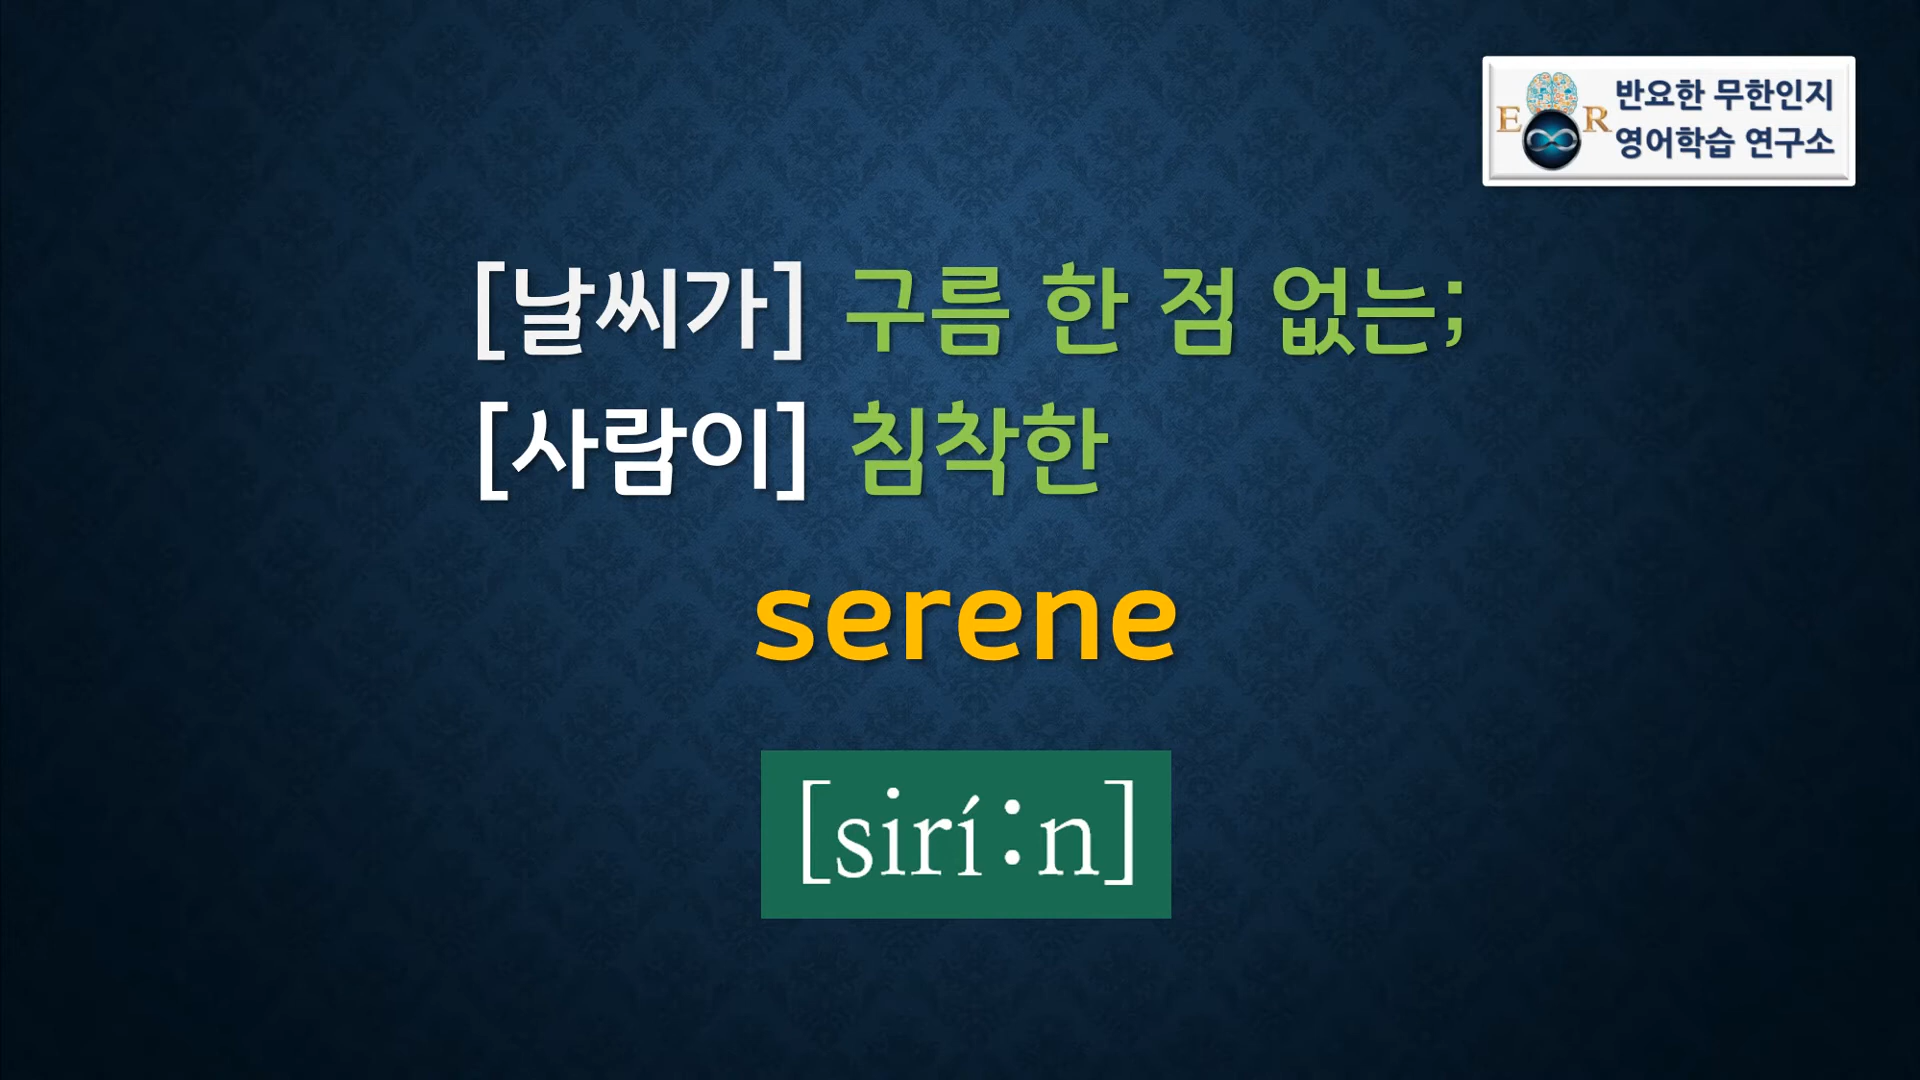 E R 반요한 무한인지
영어학습 연구소
[날씨가] 구름 한 점 없는;
[사람이] 침착한
serene
[sirí:n]